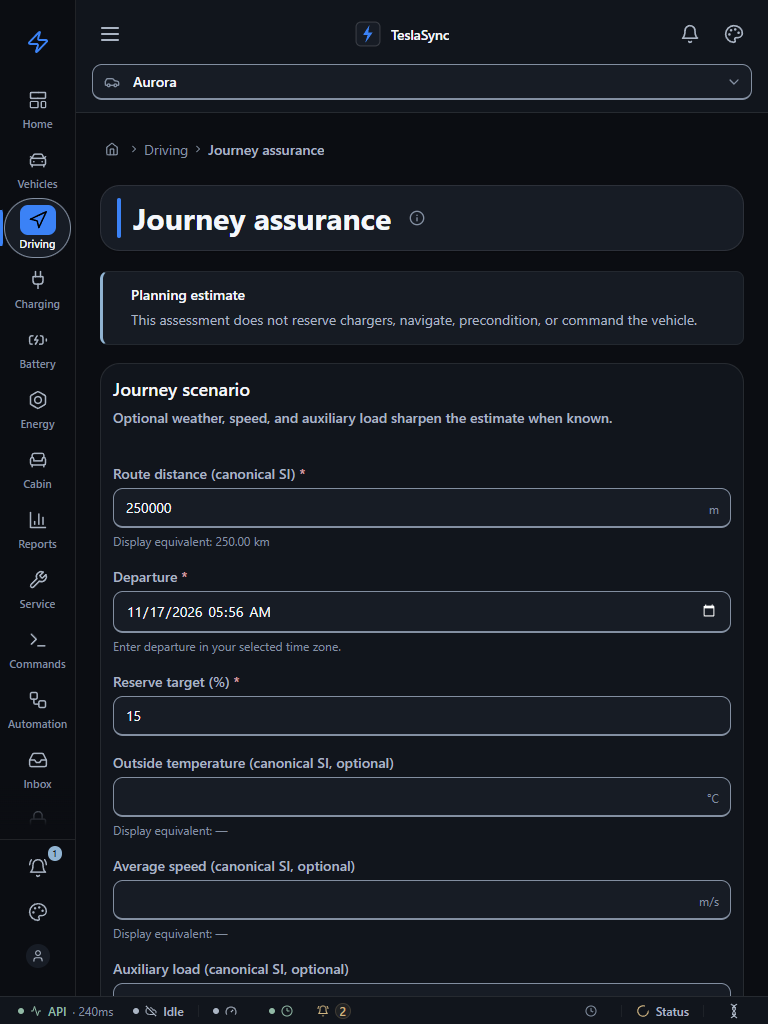 TeslaSync
Aurora
Home
Vehicles
Driving
Charging
Battery
Energy
Cabin
Reports
Service
Commands
Automation
Inbox
1
Driving
Journey assurance
Journey assurance
Planning estimate
This assessment does not reserve chargers, navigate, precondition, or command the vehicle.
Journey scenario
Optional weather, speed, and auxiliary load sharpen the estimate when known.
Route distance (canonical SI) *
250000 m
Display equivalent: 250.00 km
Departure *
11/17/2026 05:56 AM
Enter departure in your selected time zone.
Reserve target (%) *
15
Outside temperature (canonical SI, optional)
°C
Display equivalent: —
Average speed (canonical SI, optional)
m/s
Display equivalent: —
Auxiliary load (canonical SI, optional)
API · 240ms Idle 2 Status